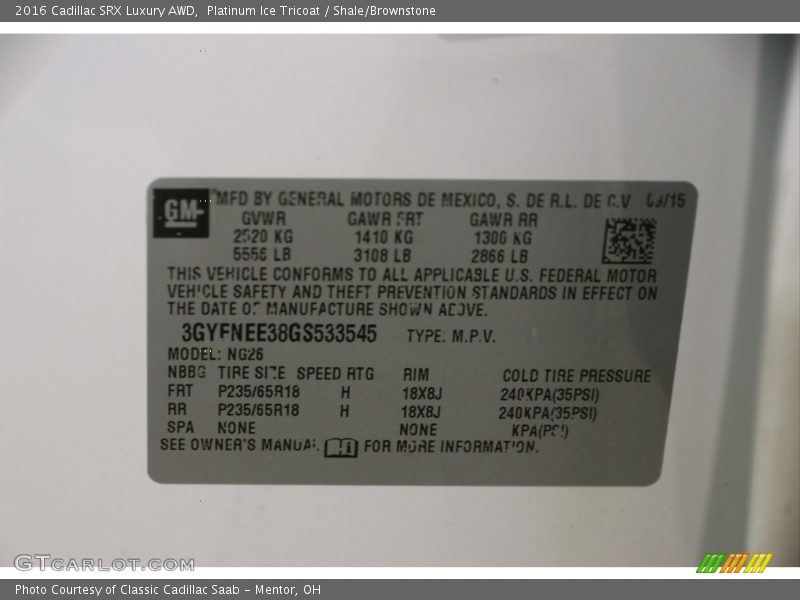 2016 Cadillac SRX Luxury AWD, Platinum Ice Tricoat / Shale/Brownstone
GM
MFD BY GENERAL MOTORS DE MEXICO, S. DE R.L. DE C.V /15
GVWR GAWR FRT GAWR RR
2520 KG 1410 KG 1300 KG
5556 LB 3108 LB 2866 LB
THIS VEHICLE CONFORMS TO ALL APPLICABLE U.S. FEDERAL MOTOR
VEHICLE SAFETY AND THEFT PREVENTION STANDARDS IN EFFECT ON
THE DATE OF MANUFACTURE SHOWN ABOVE.
3GYFNEE38GS533545 TYPE: M.P.V.
MODEL: NG26
NBBG TIRE SIZE SPEED RTG RIM COLD TIRE PRESSURE
FRT P235/65R18 H 18X8J 240KPA(35PSI)
RR P235/65R18 H 18X8J 240KPA(35PSI)
SPA NONE NONE KPA(PSI)
SEE OWNER'S MANUAL FOR MORE INFORMATION.
GTCARLOT.COM
Photo Courtesy of Classic Cadillac Saab - Mentor, OH